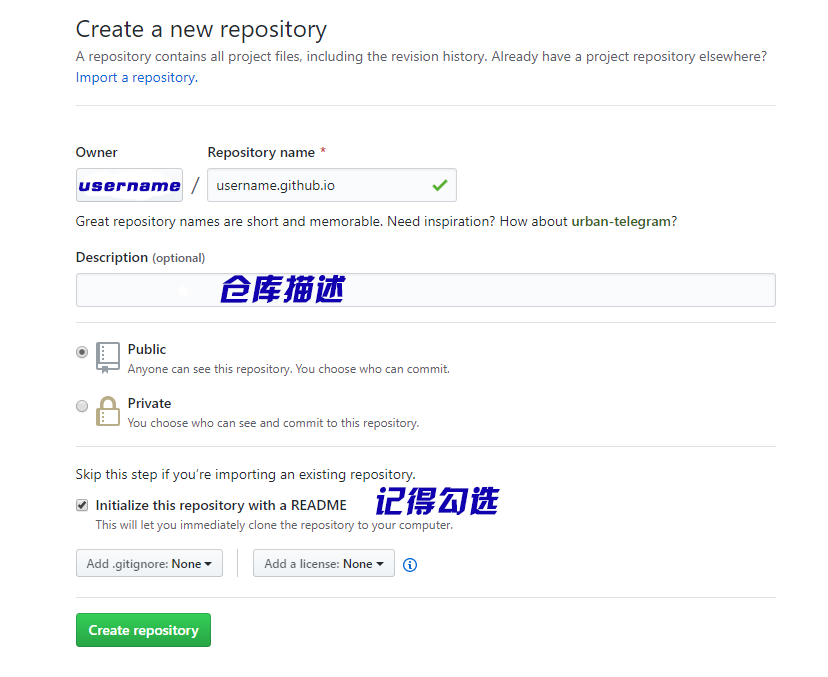 Create a new repository
A repository contains all project files, including the revision history. Already have a project repository elsewhere?
Import a repository.
Owner
Repository name *
username / username.github.io
Great repository names are short and memorable. Need inspiration? How about urban-telegram?
Description (optional)
仓库描述
Public
Anyone can see this repository. You choose who can commit.
Private
You choose who can see and commit to this repository.
Skip this step if you're importing an existing repository.
Initialize this repository with a README 记得勾选
This will let you immediately clone the repository to your computer.
Add .gitignore: None
Add a license: None
Create repository